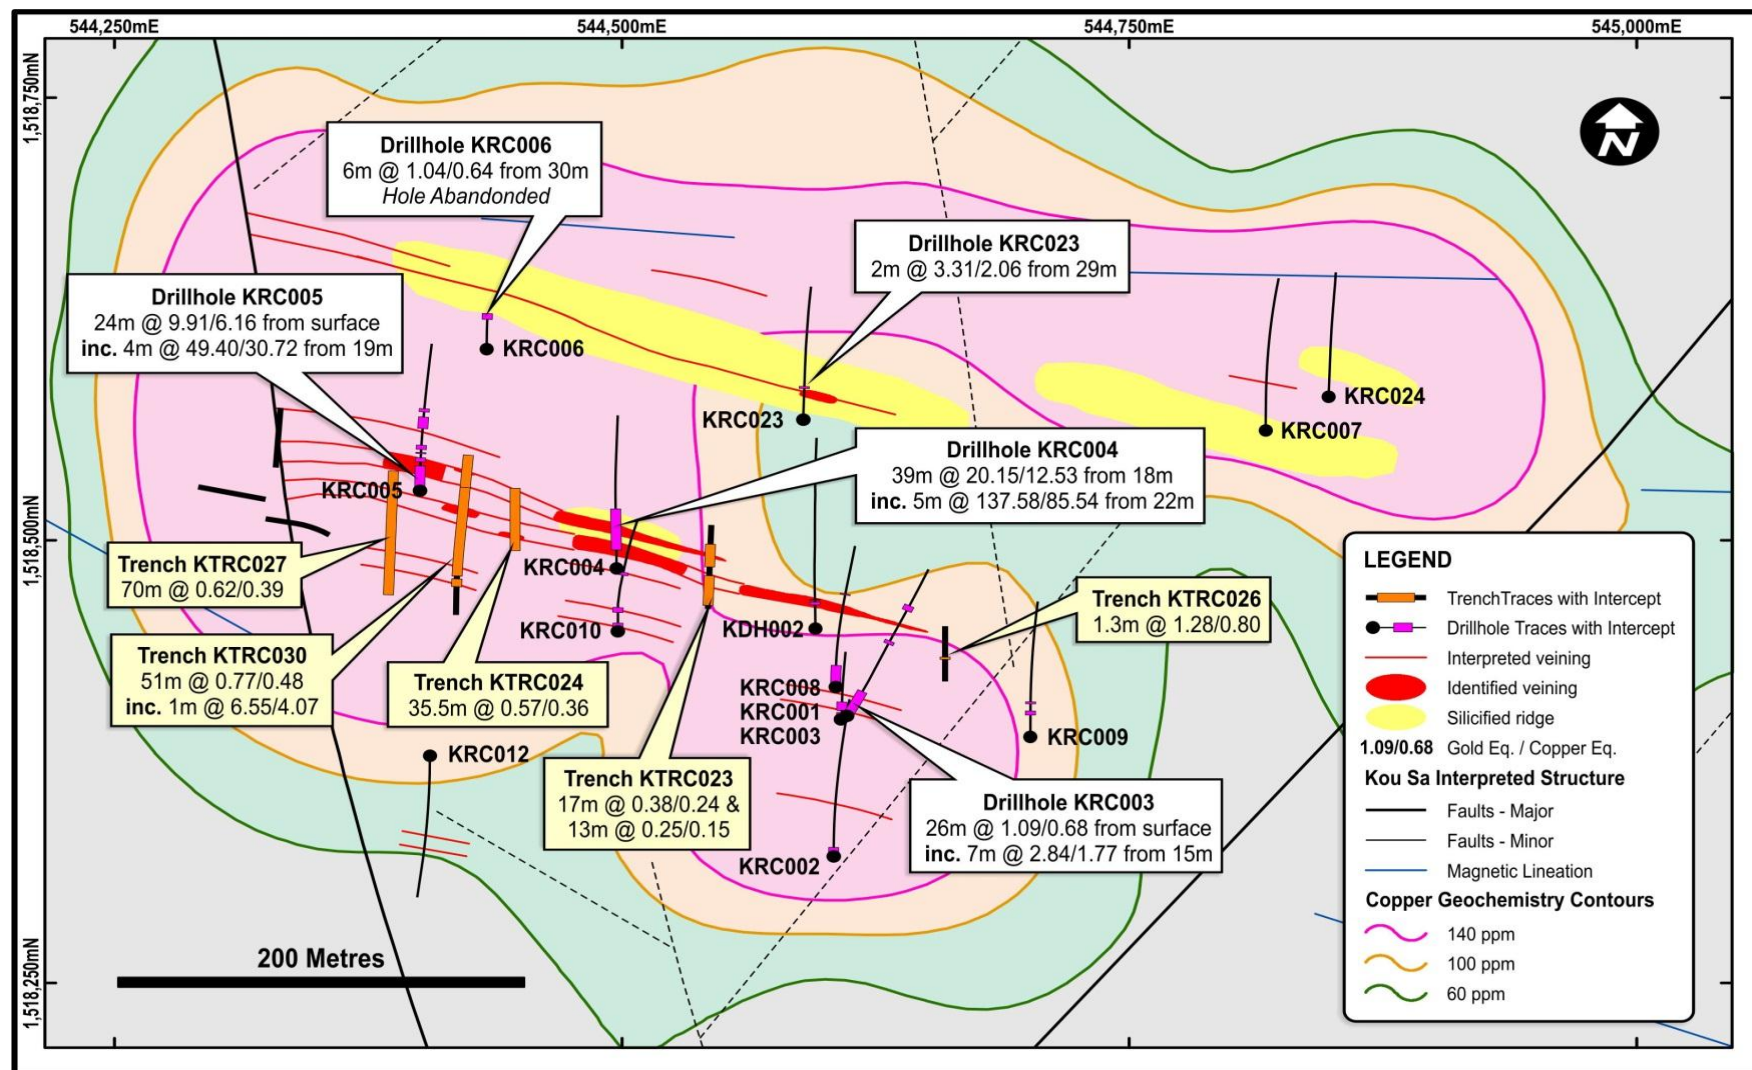 544,250mE
544,500mE
544,750mE
545,000mE
1,518,750mN
1,518,500mN
1,518,250mN
N
Drillhole KRC006
6m @ 1.04/0.64 from 30m
Hole Abandonded
Drillhole KRC023
2m @ 3.31/2.06 from 29m
Drillhole KRC005
24m @ 9.91/6.16 from surface
inc. 4m @ 49.40/30.72 from 19m
KRC006
KRC024
KRC023
KRC007
Drillhole KRC004
39m @ 20.15/12.53 from 18m
inc. 5m @ 137.58/85.54 from 22m
KRC005
Trench KTRC027
70m @ 0.62/0.39
KRC004
Trench KTRC026
1.3m @ 1.28/0.80
KRC010
KDH002
Trench KTRC030
51m @ 0.77/0.48
inc. 1m @ 6.55/4.07
Trench KTRC024
35.5m @ 0.57/0.36
KRC008
KRC001
KRC003
KRC009
KRC012
Trench KTRC023
17m @ 0.38/0.24 &
13m @ 0.25/0.15
Drillhole KRC003
26m @ 1.09/0.68 from surface
inc. 7m @ 2.84/1.77 from 15m
KRC002
200 Metres
LEGEND
TrenchTraces with Intercept
Drillhole Traces with Intercept
Interpreted veining
Identified veining
Silicified ridge
1.09/0.68 Gold Eq. / Copper Eq.
Kou Sa Interpreted Structure
Faults - Major
Faults - Minor
Magnetic Lineation
Copper Geochemistry Contours
140 ppm
100 ppm
60 ppm